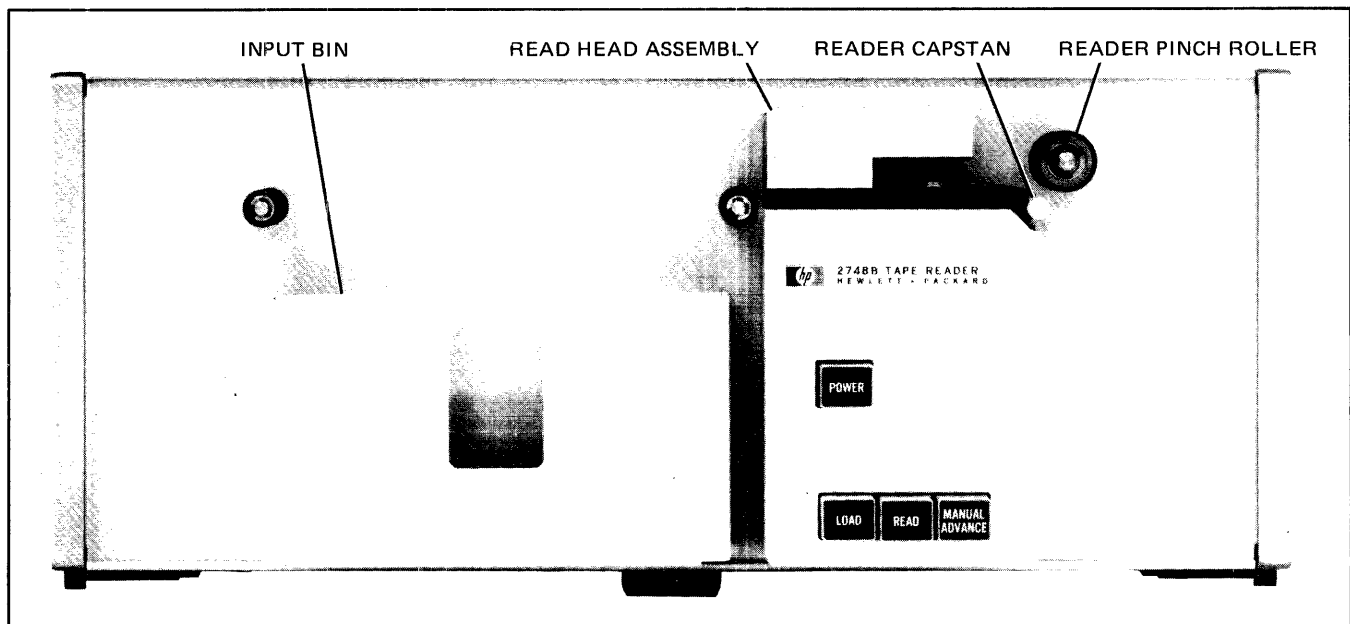 INPUT BIN
READ HEAD ASSEMBLY
READER CAPSTAN
READER PINCH ROLLER
hp
2748B TAPE READER
HEWLETT • PACKARD
POWER
LOAD
READ
MANUAL
ADVANCE